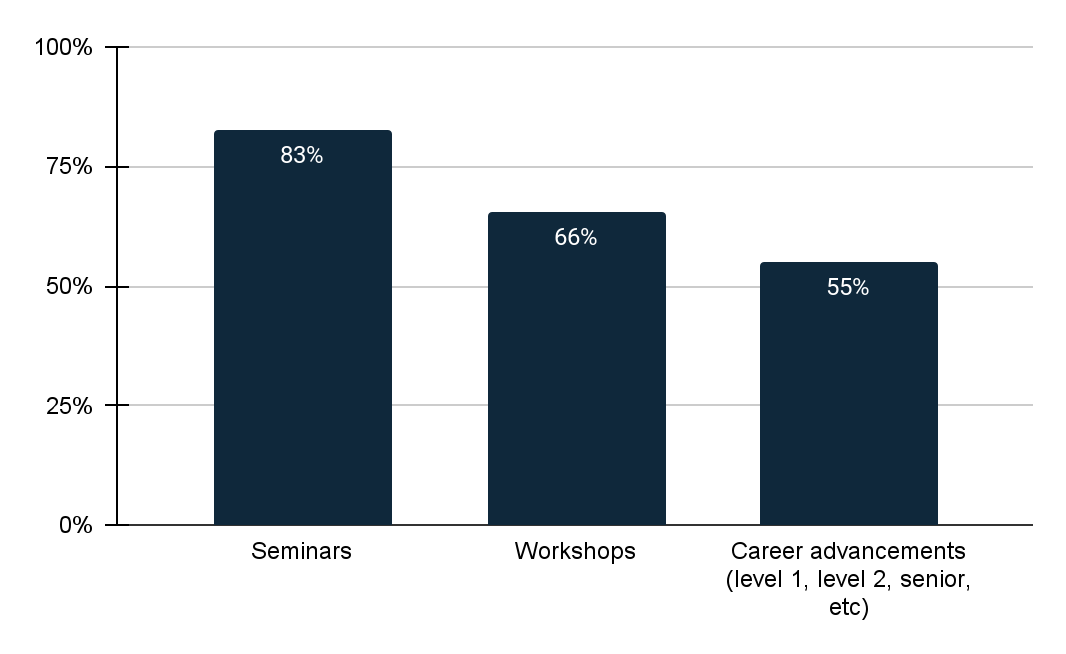 100%
75%
50%
25%
0%
83%
66%
55%
Seminars
Workshops
Career advancements
(level 1, level 2, senior,
etc)